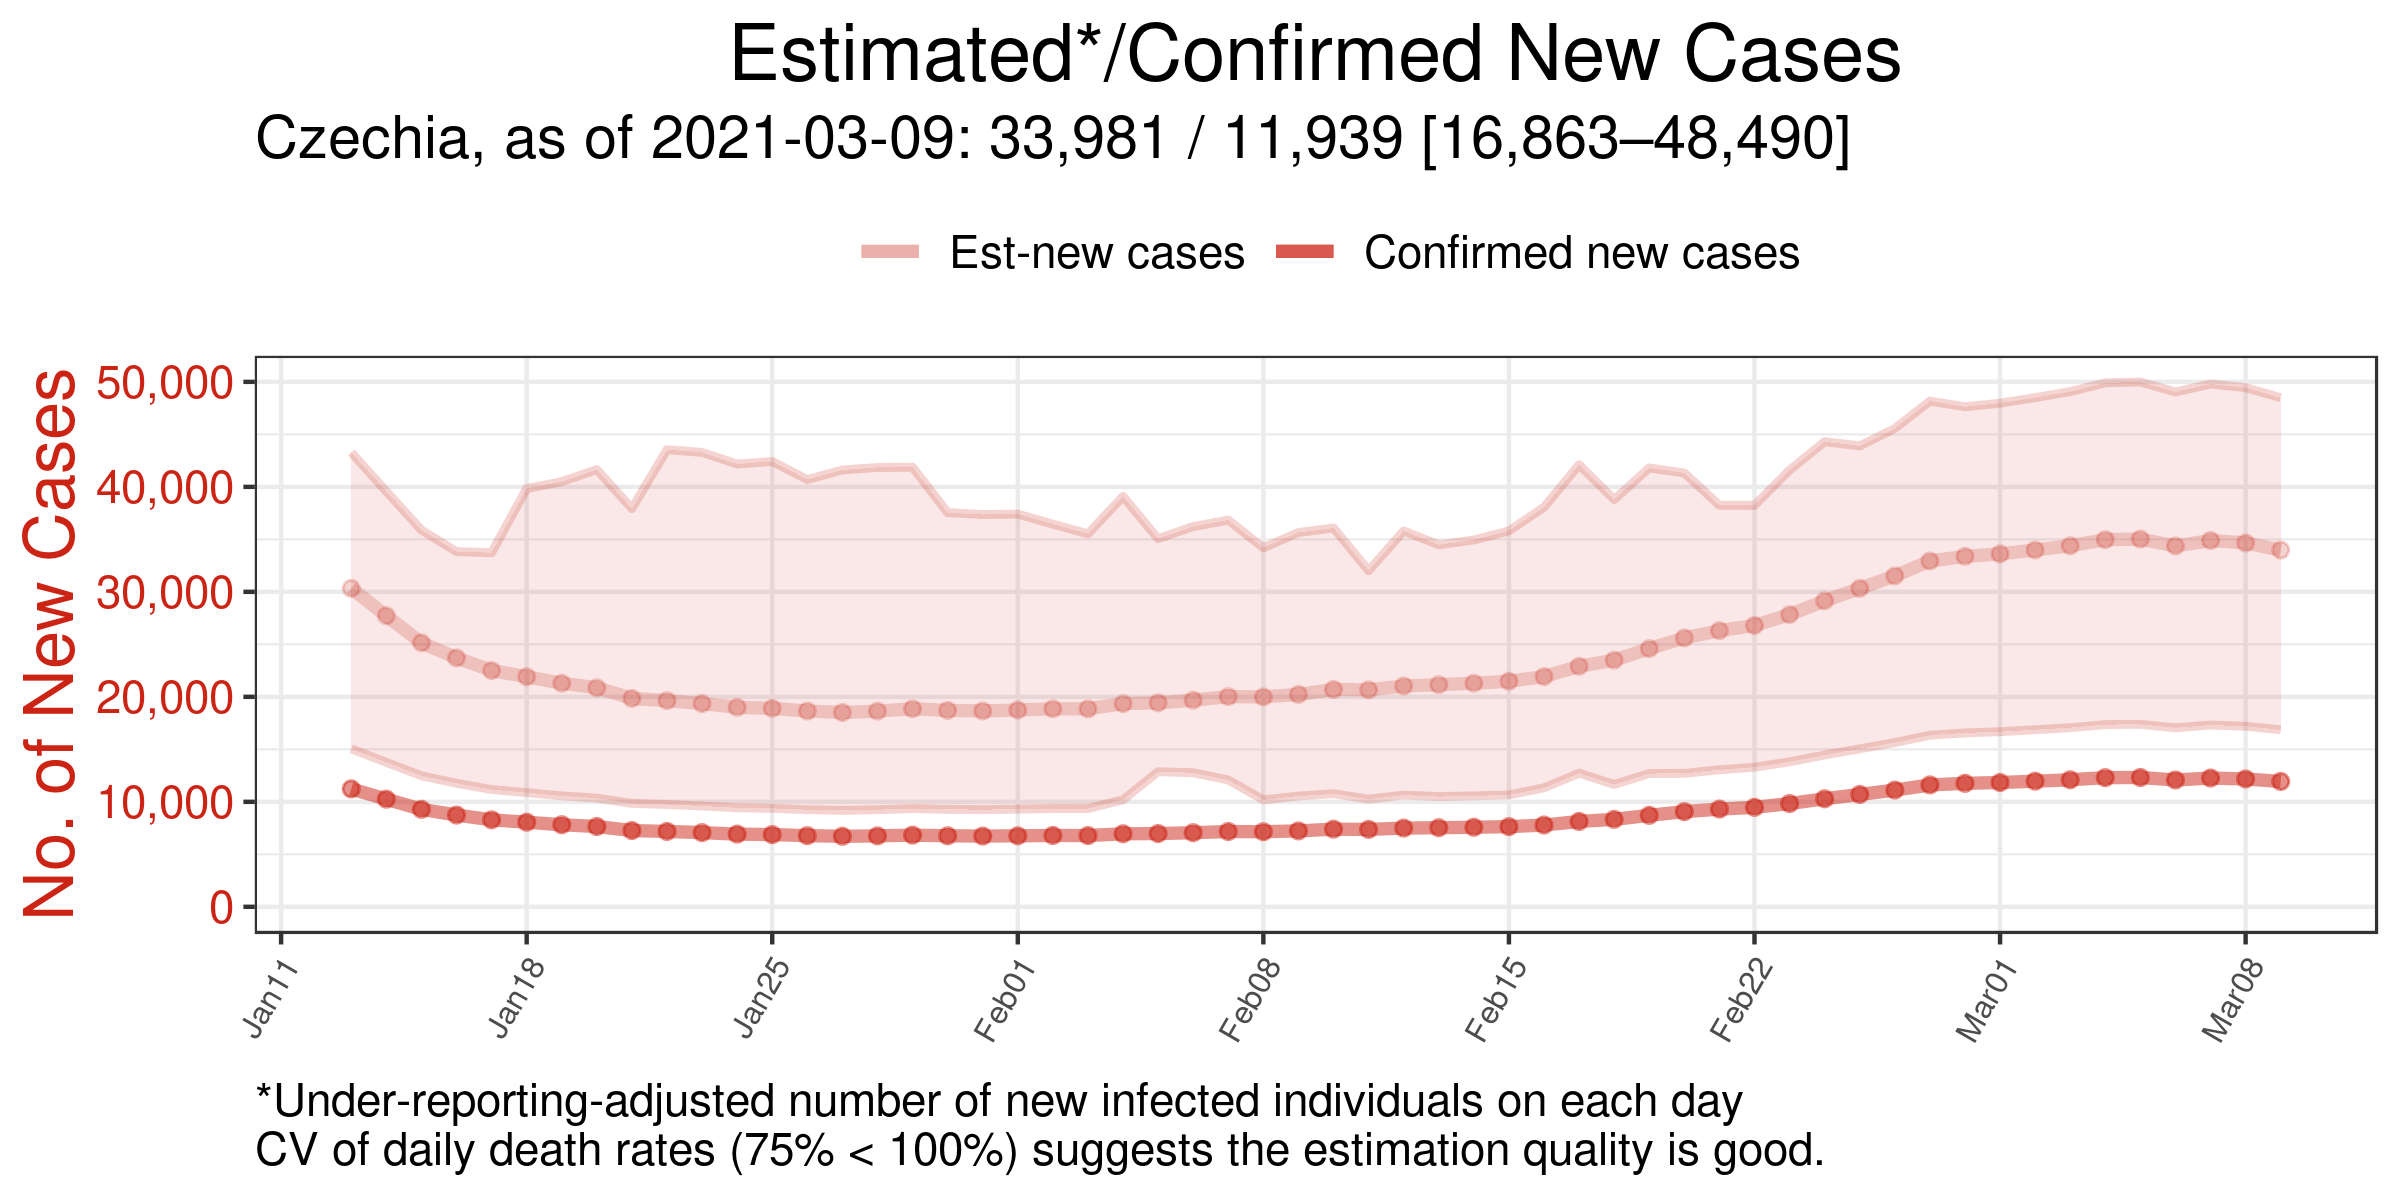 Estimated*/Confirmed New Cases
Czechia, as of 2021-03-09: 33,981 / 11,939 [16,863–48,490]
Est-new cases
Confirmed new cases
No. of New Cases
50,000
40,000
30,000
20,000
10,000
0
Jan11
Jan18
Jan25
Feb01
Feb08
Feb15
Feb22
Mar01
Mar08
*Under-reporting-adjusted number of new infected individuals on each day
CV of daily death rates (75% < 100%) suggests the estimation quality is good.